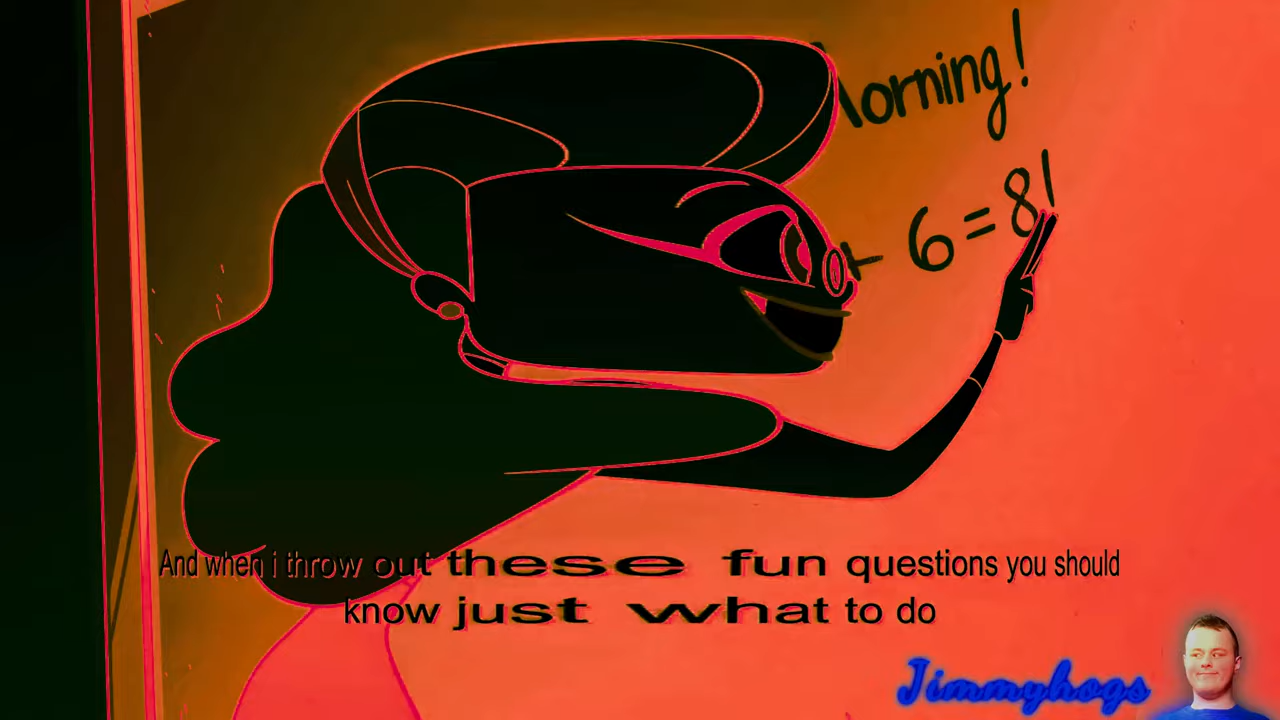 Morning!
+ 6 = 8!
And when i throw out these fun questions you should
know just what to do
Jimmyhogs